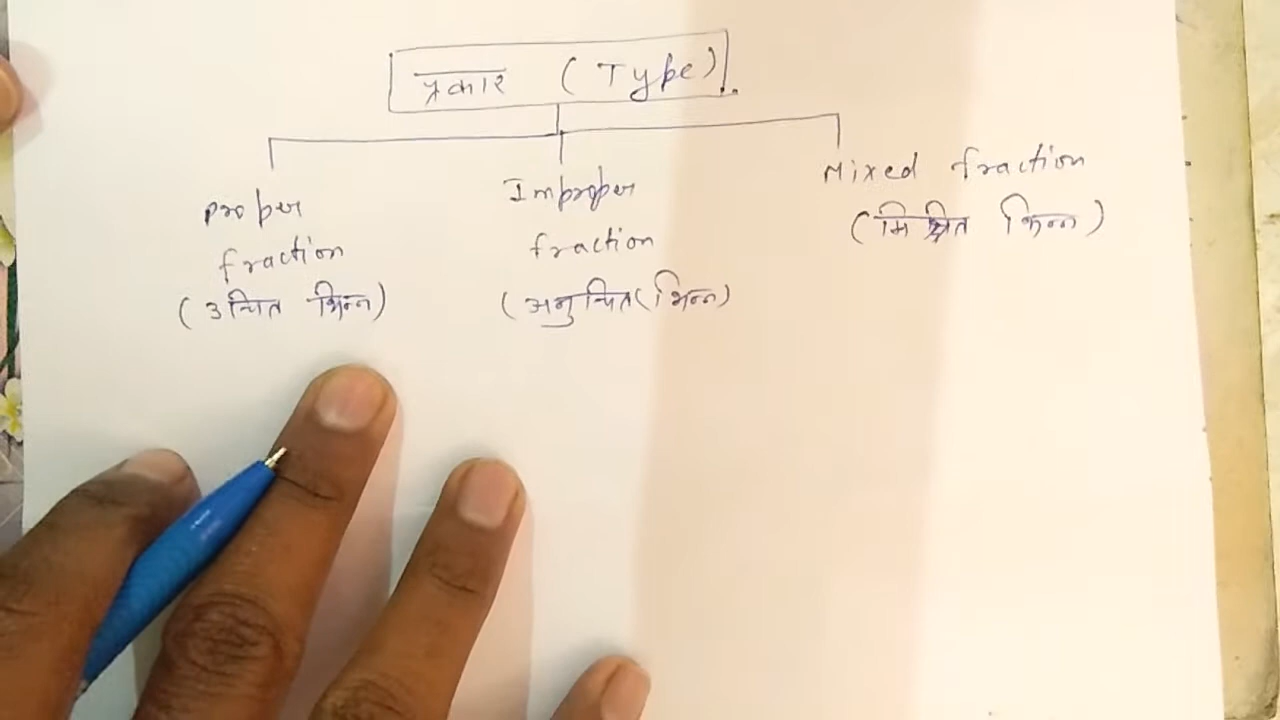 प्रकार (Type).
Proper
fraction
(उचित भिन्न)
Improper
fraction
(अनुचित(भिन्न)
Mixed fraction
(मिश्रित भिन्न)